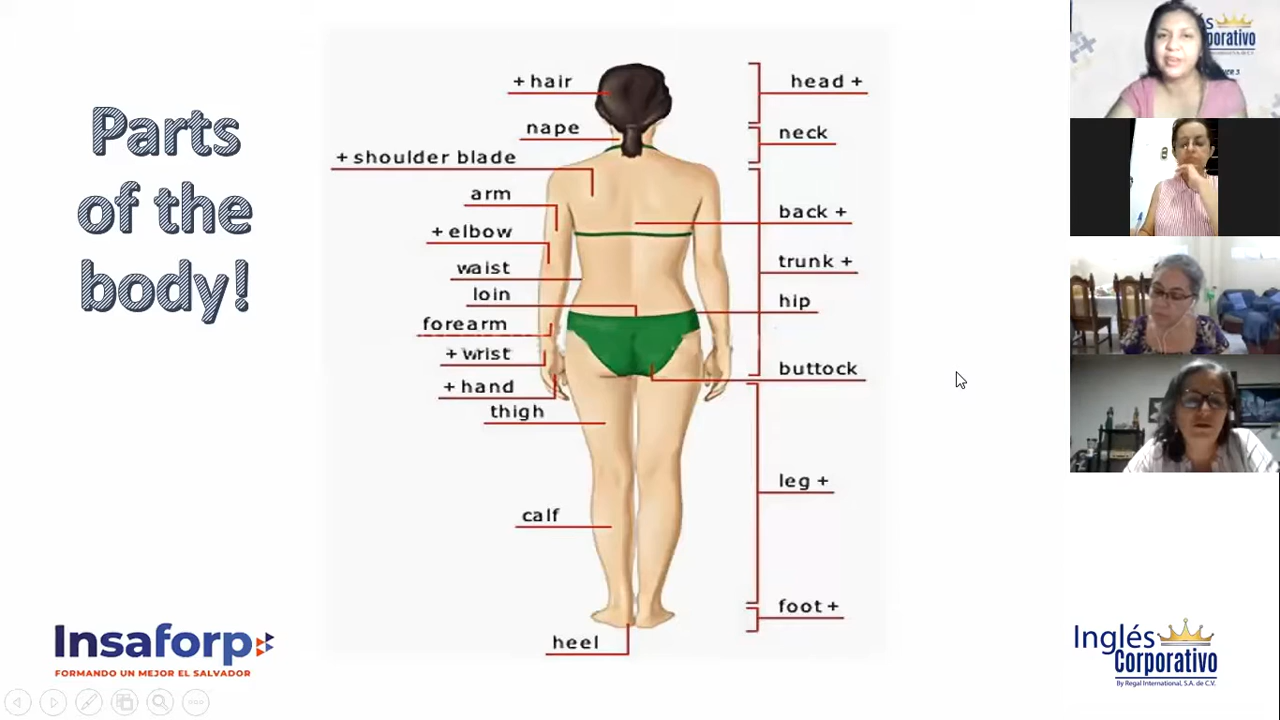 Parts
of the
body!
+ hair
nape
+ shoulder blade
arm
+ elbow
waist
loin
forearm
+ wrist
+ hand
thigh
calf
heel
head +
neck
back +
trunk +
hip
buttock
leg +
foot +
Insaforp
FORMANDO UN MEJOR EL SALVADOR
Inglés
Corporativo
By Regal International, S.A. de C.V.